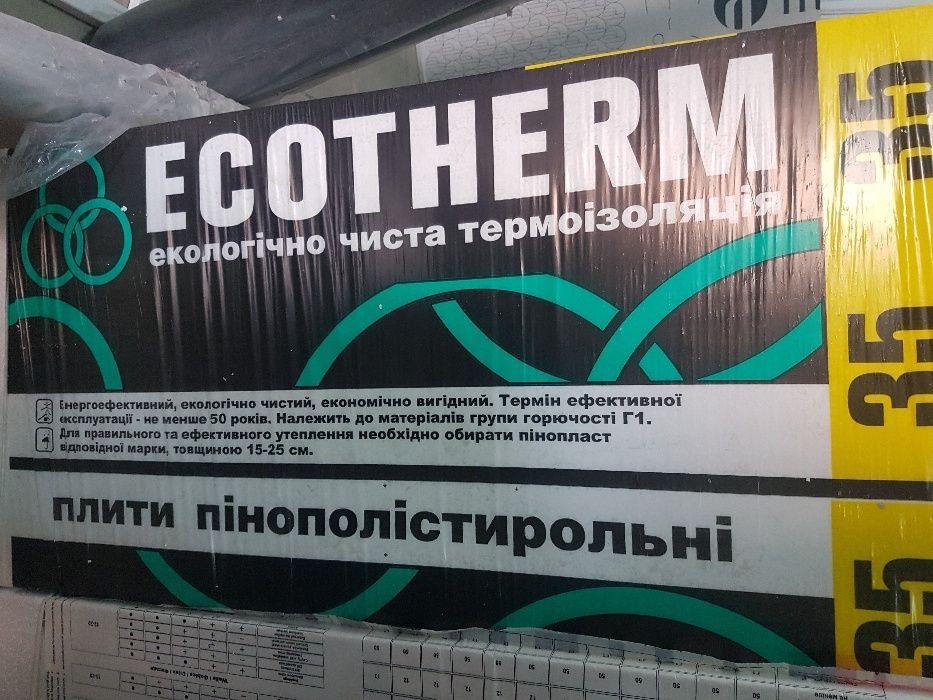 ECOTHERM
екологічно чиста термоізоляція
35
35
35
Енергоефективний, екологічно чистий, економічно вигідний. Термін ефективної
експлуатації - не менше 50 років. Належить до матеріалів групи горючості Г1.
Для правильного та ефективного утеплення необхідно обирати пінопласт
відповідної марки, товщиною 15-25 см.
плити пінополістирольні